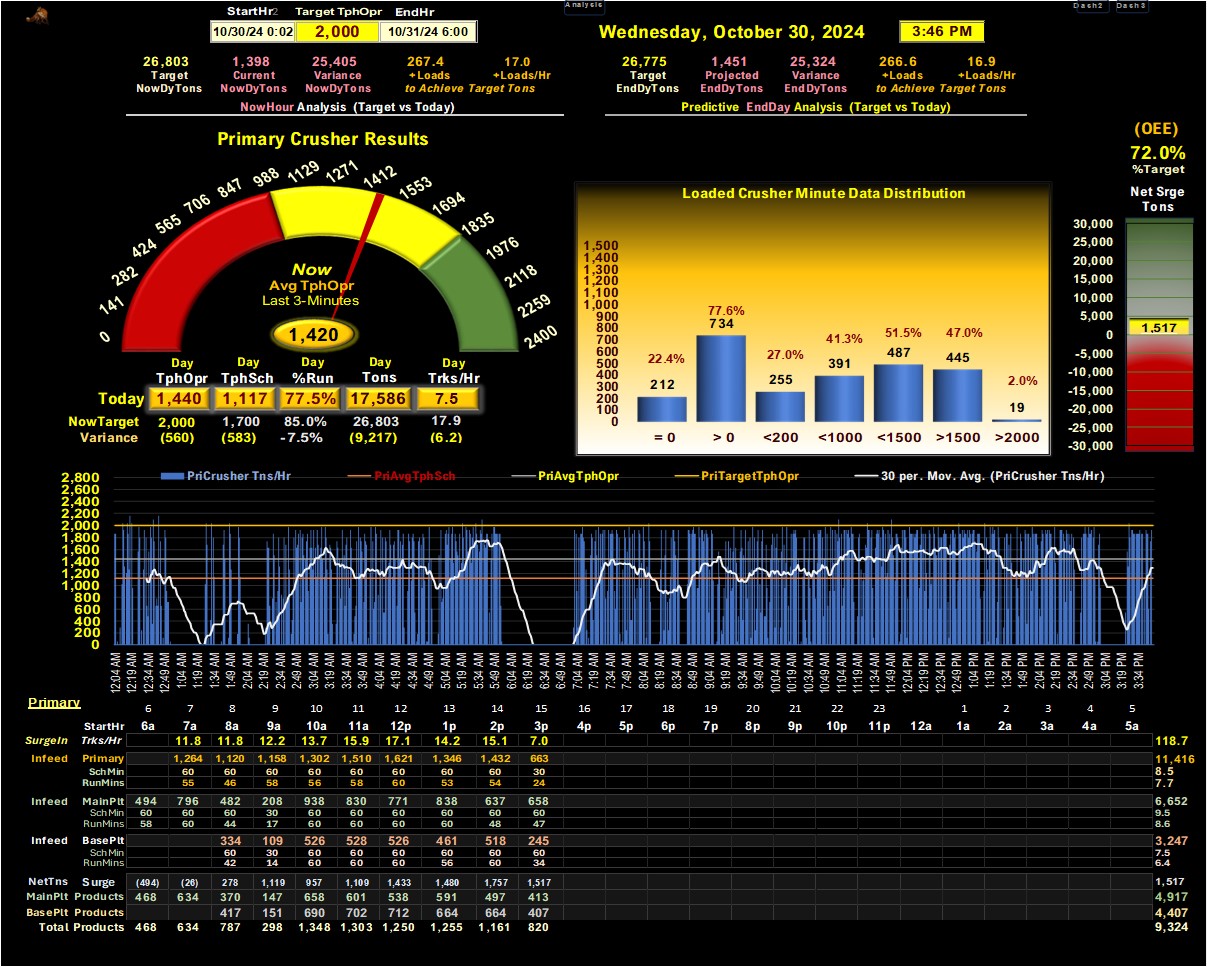 Analysis
Dash2 Dash3
StartHr2 Target TphOpr EndHr
10/30/24 0:02 2,000 10/31/24 6:00
Wednesday, October 30, 2024 3:46 PM
26,803 1,398 25,405 267.4 17.0
Target Current Variance +Loads +Loads/Hr
NowDyTons NowDyTons NowDyTons to Achieve Target Tons
NowHour Analysis (Target vs Today)
26,775 1,451 25,324 266.6 16.9
Target Projected Variance +Loads +Loads/Hr
EndDyTons EndDyTons EndDyTons to Achieve Target Tons
Predictive EndDay Analysis (Target vs Today)
Primary Crusher Results
0 141 282 424 565 706 847 988 1129 1271 1412 1553 1694 1835 1976 2118 2259 2400
Now
Avg TphOpr
Last 3-Minutes
1,420
Day Day Day Day Day
TphOpr TphSch %Run Tons Trks/Hr
Today 1,440 1,117 77.5% 17,586 7.5
NowTarget 2,000 1,700 85.0% 26,803 17.9
Variance (560) (583) -7.5% (9,217) (6.2)
Loaded Crusher Minute Data Distribution
1,500
1,400
1,300
1,200
1,100
1,000
900
800
700
600
500
400
300
200
100
0
22.4% 77.6% 27.0% 41.3% 51.5% 47.0% 2.0%
212 734 255 391 487 445 19
= 0 > 0 <200 <1000 <1500 >1500 >2000
(OEE)
72.0%
%Target
Net Srge
Tons
30,000
25,000
20,000
15,000
10,000
5,000
0
-5,000
-10,000
-15,000
-20,000
-25,000
-30,000
1,517
PriCrusher Tns/Hr PriAvgTphSch PriAvgTphOpr PriTargetTphOpr 30 per. Mov. Avg. (PriCrusher Tns/Hr)
2,800
2,600
2,400
2,200
2,000
1,800
1,600
1,400
1,200
1,000
800
600
400
200
0
12:04 AM 12:19 AM 12:34 AM 12:49 AM 1:04 AM 1:19 AM 1:34 AM 1:49 AM 2:04 AM 2:19 AM 2:34 AM 2:49 AM 3:04 AM 3:19 AM 3:34 AM 3:49 AM 4:04 AM 4:19 AM 4:34 AM 4:49 AM 5:04 AM 5:19 AM 5:34 AM 5:49 AM 6:04 AM 6:19 AM 6:34 AM 6:49 AM 7:04 AM 7:19 AM 7:34 AM 7:49 AM 8:04 AM 8:19 AM 8:34 AM 8:49 AM 9:04 AM 9:19 AM 9:34 AM 9:49 AM 10:04 AM 10:19 AM 10:34 AM 10:49 AM 11:04 AM 11:19 AM 11:34 AM 11:49 AM 12:04 PM 12:19 PM 12:34 PM 12:49 PM 1:04 PM 1:19 PM 1:34 PM 1:49 PM 2:04 PM 2:19 PM 2:34 PM 2:49 PM 3:04 PM 3:19 PM 3:34 PM
Primary 6 7 8 9 10 11 12 13 14 15 16 17 18 19 20 21 22 23 1 2 3 4 5
StartHr 6a 7a 8a 9a 10a 11a 12p 1p 2p 3p 4p 5p 6p 7p 8p 9p 10p 11p 12a 1a 2a 3a 4a 5a
SurgeIn Trks/Hr 11.8 11.8 12.2 13.7 15.9 17.1 14.2 15.1 7.0 118.7
Infeed Primary 1,264 1,120 1,158 1,302 1,510 1,621 1,346 1,432 663 11,416
SchMin 60 60 60 60 60 60 60 60 30 8.5
RunMins 55 46 58 56 58 60 53 54 24 7.7
Infeed MainPlt 494 796 482 208 938 830 771 838 637 658 6,652
SchMin 60 60 60 30 60 60 60 60 60 60 9.5
RunMins 58 60 44 17 60 60 60 60 48 47 8.6
Infeed BasePlt 334 109 526 528 526 461 518 245 3,247
SchMin 60 30 60 60 60 60 60 60 7.5
RunMins 42 14 60 60 60 56 60 34 6.4
NetTns Surge (494) (26) 278 1,119 957 1,109 1,433 1,480 1,757 1,517 1,517
MainPlt Products 468 634 370 147 658 601 538 591 497 413 4,917
BasePlt Products 417 151 690 702 712 664 664 407 4,407
Total Products 468 634 787 298 1,348 1,303 1,250 1,255 1,161 820 9,324